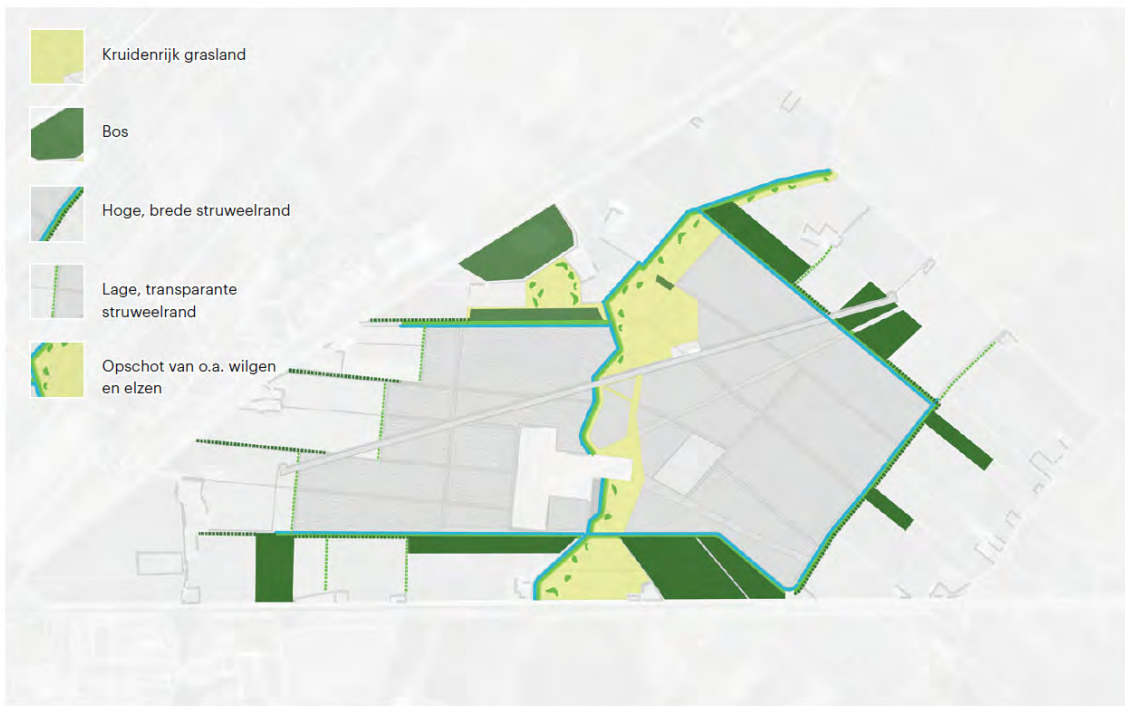 Kruidenrijk grasland
Bos
Hoge, brede struweelrand
Lage, transparante
struweelrand
Opschot van o.a. wilgen
en elzen